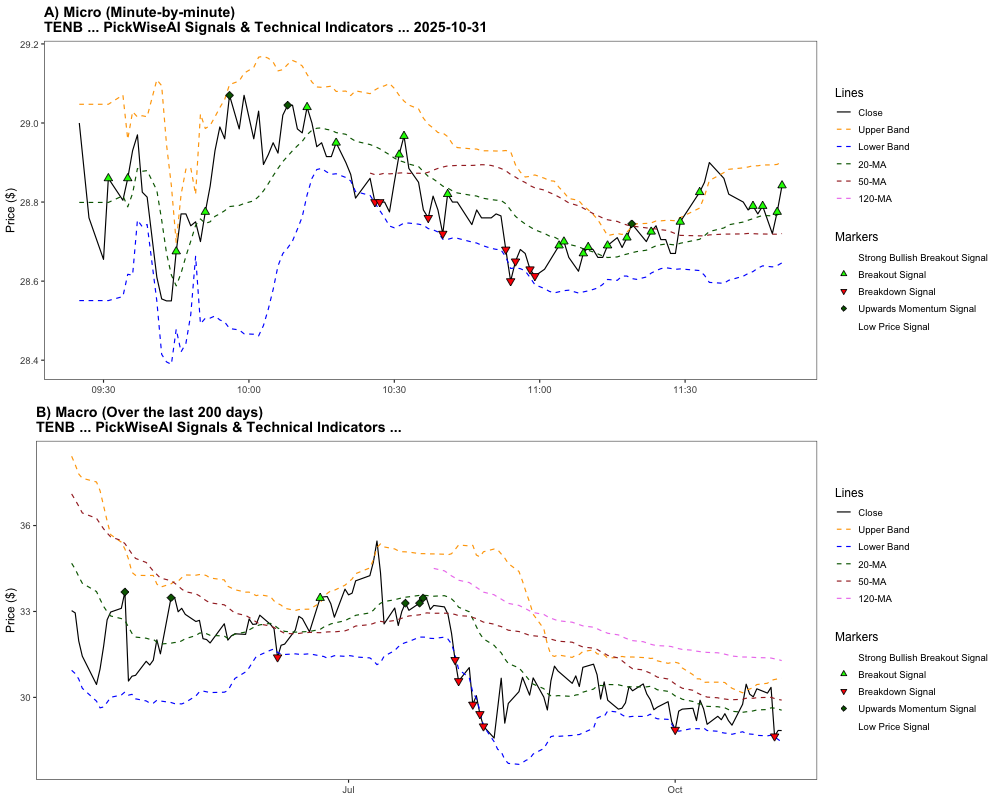 A) Micro (Minute-by-minute)
TENB ... PickWiseAI Signals & Technical Indicators ... 2025-10-31
Price ($)
29.2
29.0
28.8
28.6
28.4
09:30
10:00
10:30
11:00
11:30
Lines
Close
Upper Band
Lower Band
20-MA
50-MA
120-MA
Markers
Strong Bullish Breakout Signal
Breakout Signal
Breakdown Signal
Upwards Momentum Signal
Low Price Signal
B) Macro (Over the last 200 days)
TENB ... PickWiseAI Signals & Technical Indicators ...
Price ($)
36
33
30
Jul
Oct
Lines
Close
Upper Band
Lower Band
20-MA
50-MA
120-MA
Markers
Strong Bullish Breakout Signal
Breakout Signal
Breakdown Signal
Upwards Momentum Signal
Low Price Signal